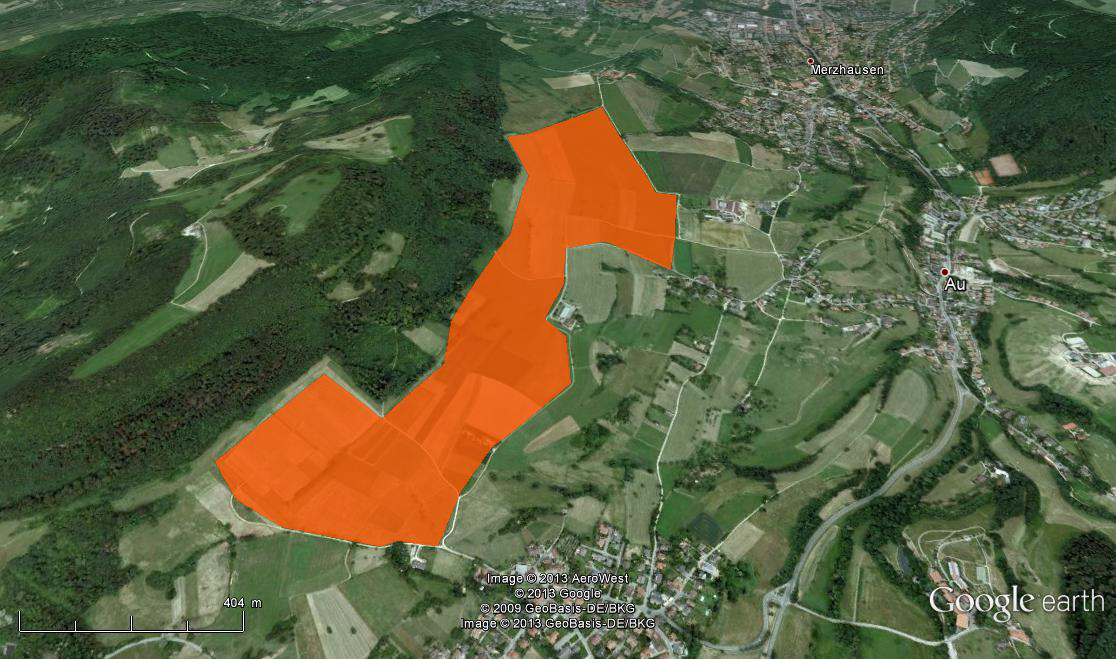 Merzhausen
Au
404 m
Image © 2013 AeroWest
© 2013 Google
© 2009 GeoBasis-DE/BKG
Image © 2013 GeoBasis-DE/BKG
Google earth